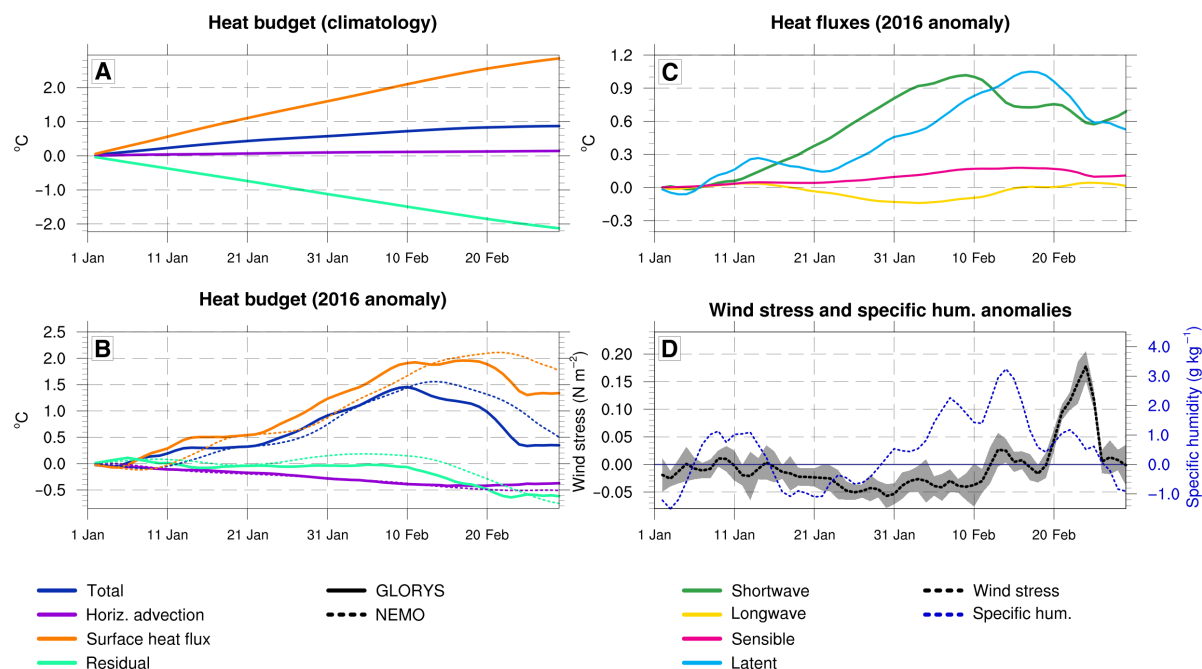 Heat budget (climatology)
A
°C
2.0
1.0
0.0
−1.0
−2.0
1 Jan 11 Jan 21 Jan 31 Jan 10 Feb 20 Feb
Heat fluxes (2016 anomaly)
C
°C
1.2
0.9
0.6
0.3
0.0
−0.3
1 Jan 11 Jan 21 Jan 31 Jan 10 Feb 20 Feb
Heat budget (2016 anomaly)
B
°C
2.5
2.0
1.5
1.0
0.5
0.0
−0.5
1 Jan 11 Jan 21 Jan 31 Jan 10 Feb 20 Feb
Wind stress and specific hum. anomalies
D
Wind stress (N m−2)
0.20
0.15
0.10
0.05
0.00
−0.05
4.0
3.0
2.0
1.0
0.0
−1.0
Specific humidity (g kg−1)
1 Jan 11 Jan 21 Jan 31 Jan 10 Feb 20 Feb
Total
Horiz. advection
Surface heat flux
Residual
GLORYS
NEMO
Shortwave
Longwave
Sensible
Latent
Wind stress
Specific hum.